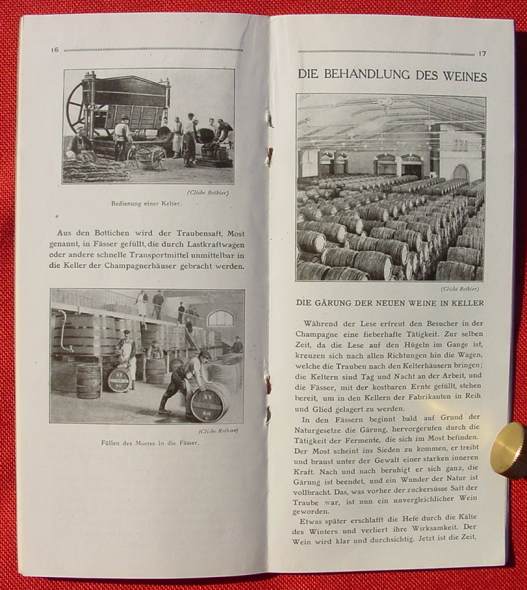 16
(Cliché Rothier)
Bedienung einer Kelter.
Aus den Bottichen wird der Traubensaft, Most
genannt, in Fässer gefüllt, die durch Lastkraftwagen
oder andere schnelle Transportmittel unmittelbar in
die Keller der Champagnerhäuser gebracht werden.
(Cliché Rothier)
Füllen des Mostes in die Fässer.
17
DIE BEHANDLUNG DES WEINES
(Cliché Rothier)
DIE GÄRUNG DER NEUEN WEINE IN KELLER
Während der Lese erfreut den Besucher in der
Champagne eine fieberhafte Tätigkeit. Zur selben
Zeit, da die Lese auf den Hügeln im Gange ist,
kreuzen sich nach allen Richtungen hin die Wagen,
welche die Trauben nach den Kelterhäusern bringen;
die Keltern sind Tag und Nacht an der Arbeit, und
die Fässer, mit der kostbaren Ernte gefüllt, stehen
bereit, um in den Kellern der Fabrikanten in Reih
und Glied gelagert zu werden.
In den Fässern beginnt bald auf Grund der
Naturgesetze die Gärung, hervorgerufen durch die
Tätigkeit der Fermente, die sich im Most befinden.
Der Most scheint ins Sieden zu kommen, er treibt
und braust unter der Gewalt einer starken inneren
Kraft. Nach und nach beruhigt er sich ganz, die
Gärung ist beendet, und ein Wunder der Natur ist
vollbracht. Das, was vorher der zuckersüsse Saft der
Traube war, ist nun ein unvergleichlicher Wein
geworden.
Etwas später erschlafft die Hefe durch die Kälte
des Winters und verliert ihre Wirksamkeit. Der
Wein wird klar und durchsichtig. Jetzt ist die Zeit,